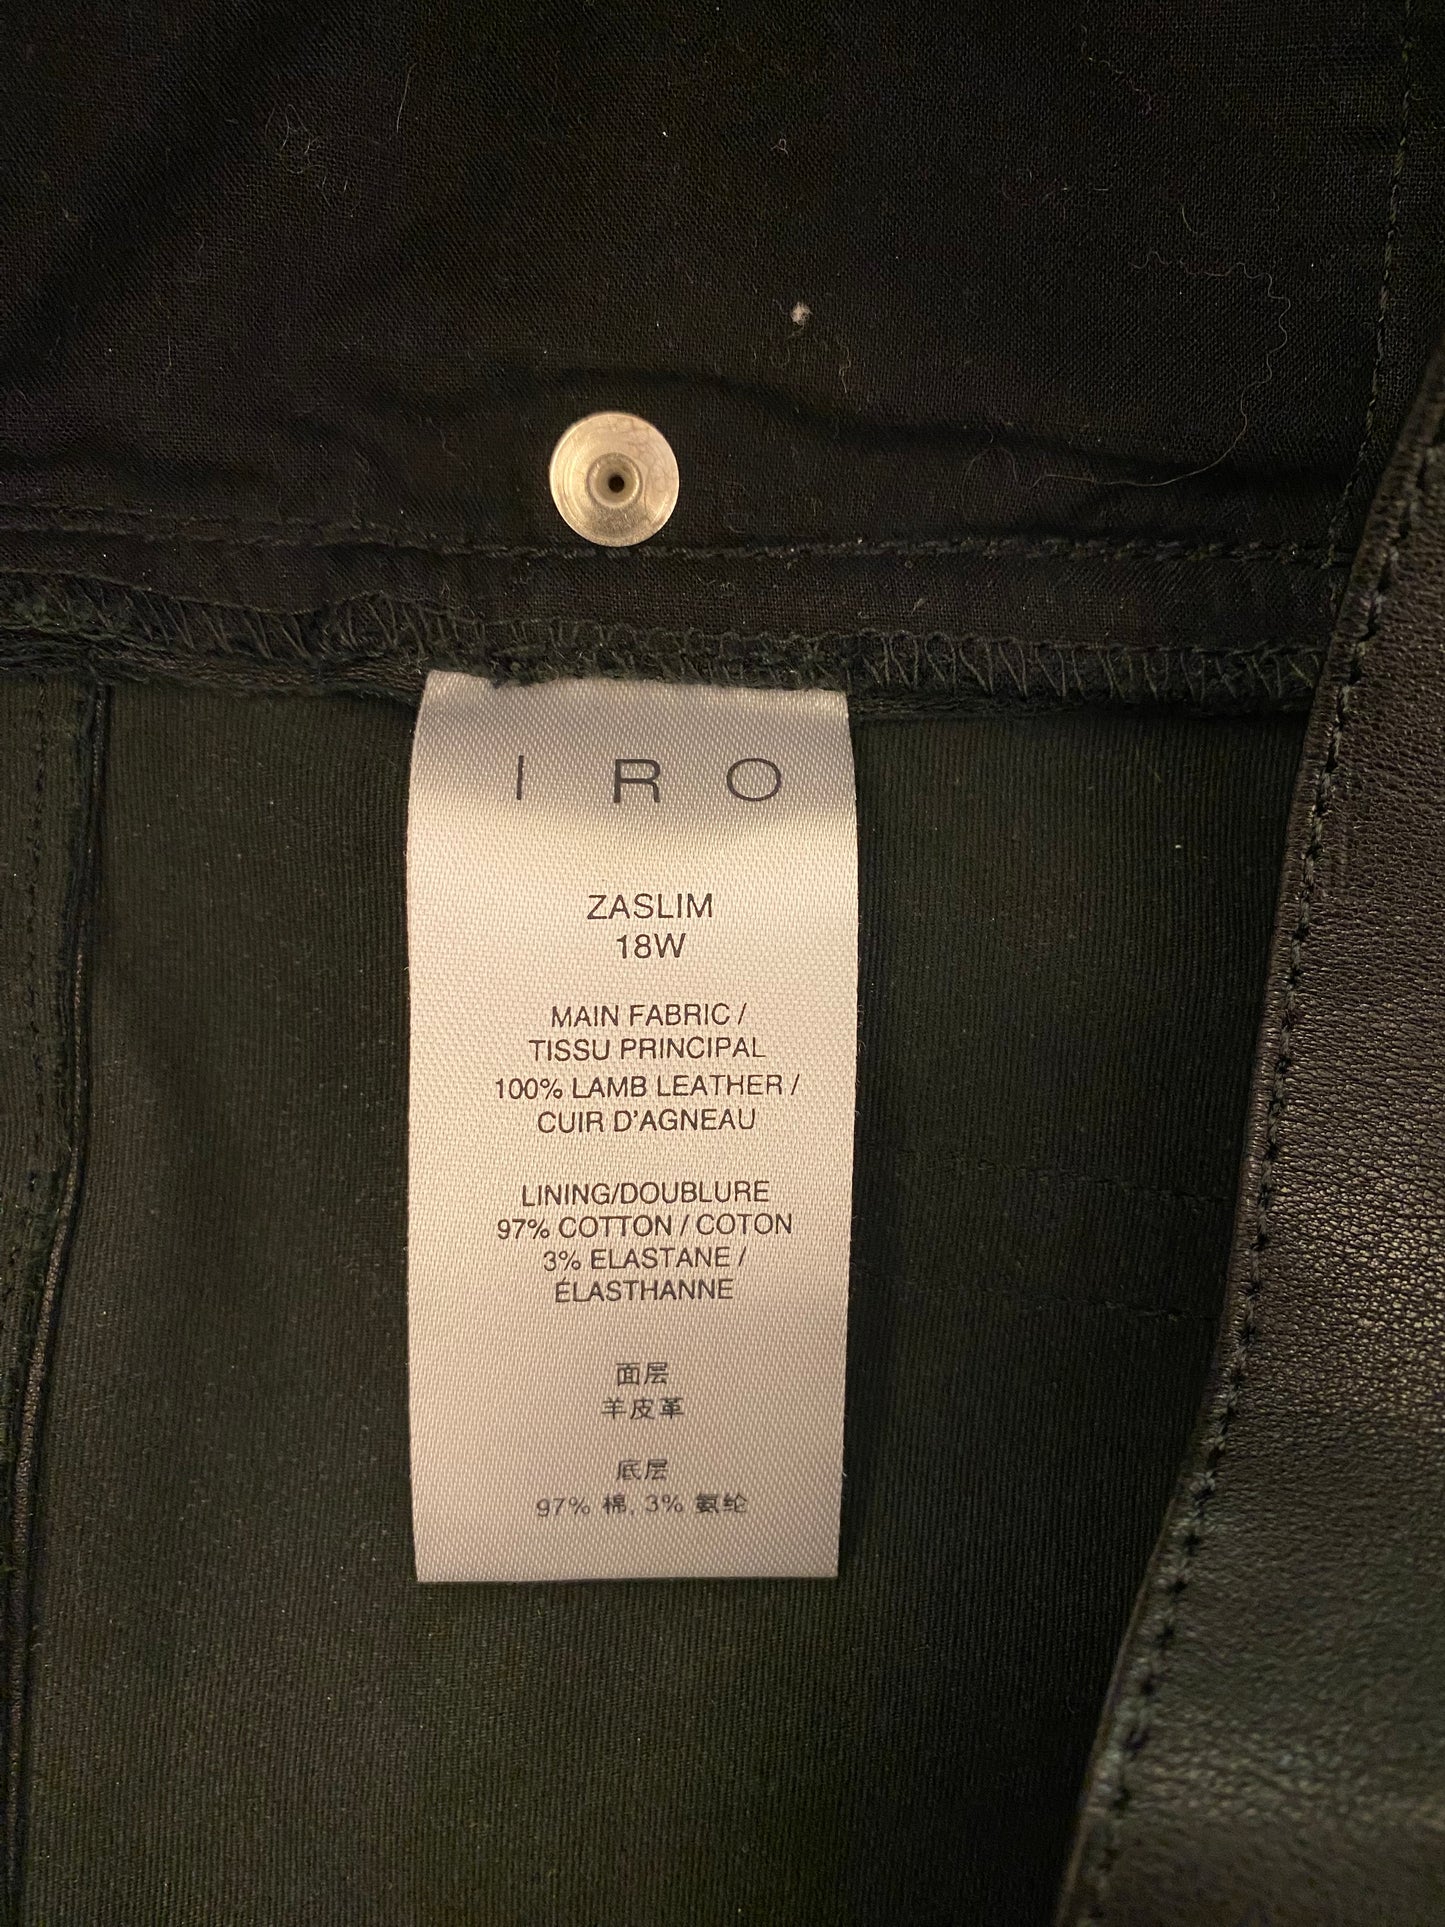 I R O
ZASLIM
18W
MAIN FABRIC /
TISSU PRINCIPAL
100% LAMB LEATHER /
CUIR D'AGNEAU
LINING/DOUBLURE
97% COTTON / COTON
3% ELASTANE /
ÉLASTHANNE
面层
羊皮革
底层
97% 棉, 3% 氨纶